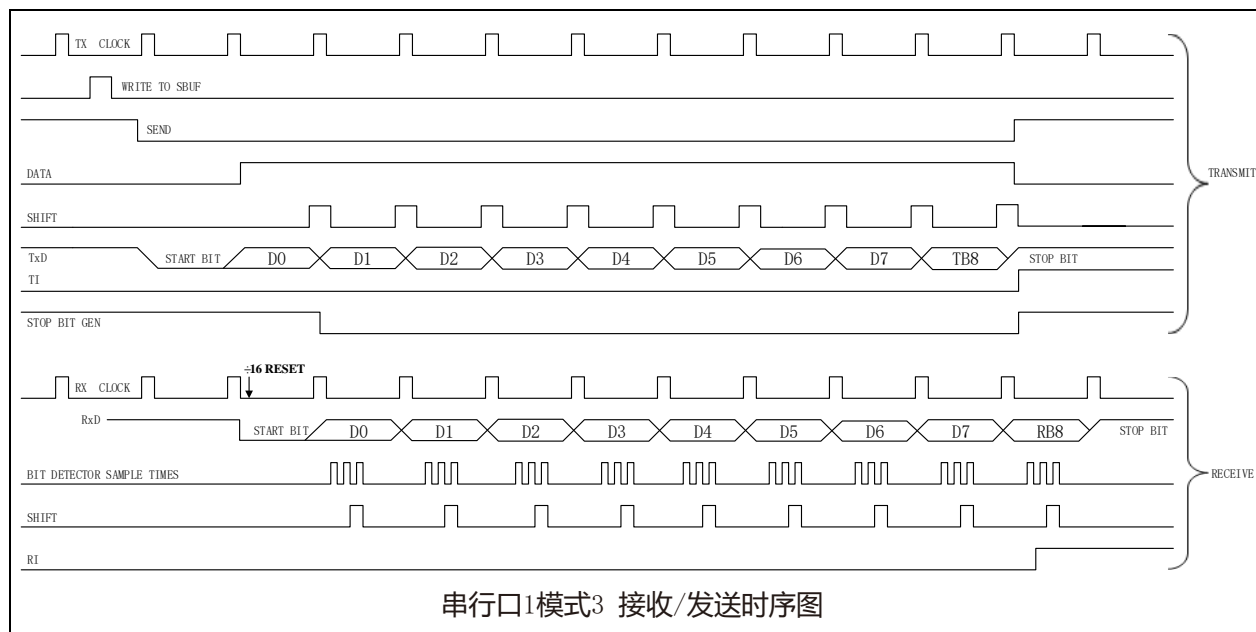 TX CLOCK
WRITE TO SBUF
SEND
DATA
TRANSMIT
SHIFT
TxD START BIT D0 D1 D2 D3 D4 D5 D6 D7 TB8 STOP BIT
TI
STOP BIT GEN
÷16 RESET
RX CLOCK
RxD START BIT D0 D1 D2 D3 D4 D5 D6 D7 RB8 STOP BIT
BIT DETECTOR SAMPLE TIMES
RECEIVE
SHIFT
RI
串行口1模式3 接收/发送时序图